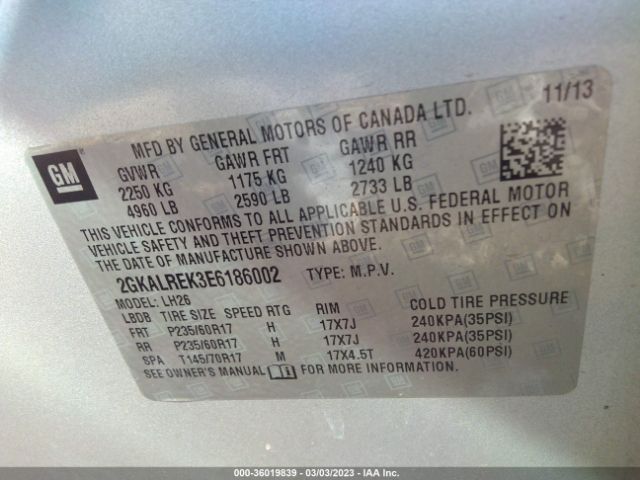 11/13
MFD BY GENERAL MOTORS OF CANADA LTD.
GM
GVWR GAWR FRT GAWR RR
2250 KG 1175 KG 1240 KG
4960 LB 2590 LB 2733 LB
THIS VEHICLE CONFORMS TO ALL APPLICABLE U.S. FEDERAL MOTOR
VEHICLE SAFETY AND THEFT PREVENTION STANDARDS IN EFFECT ON
THE DATE OF MANUFACTURE SHOWN ABOVE.
2GKALREK3E6186002 TYPE: M.P.V.
MODEL: LH26
LBDB TIRE SIZE SPEED RTG RIM COLD TIRE PRESSURE
FRT P235/60R17 H 17X7J 240KPA(35PSI)
RR P235/60R17 H 17X7J 240KPA(35PSI)
SPA T145/70R17 M 17X4.5T 420KPA(60PSI)
SEE OWNER'S MANUAL FOR MORE INFORMATION.
000-36019839 - 03/03/2023 - IAA Inc.